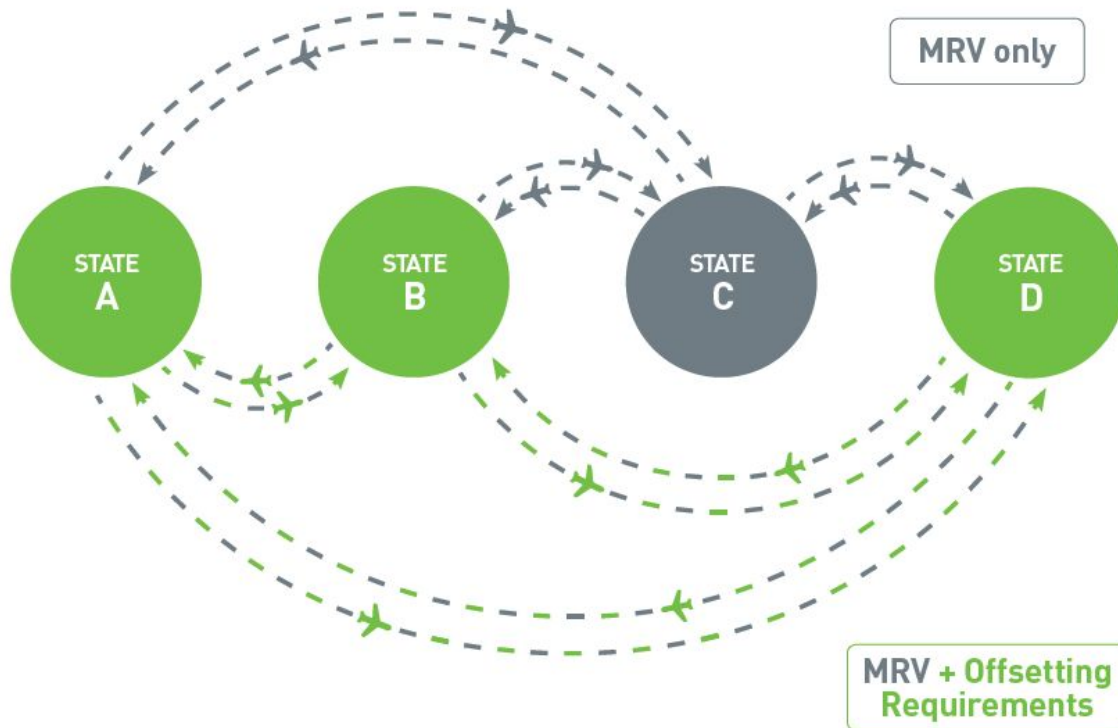 MRV only
STATE
A
STATE
B
STATE
C
STATE
D
MRV + Offsetting
Requirements